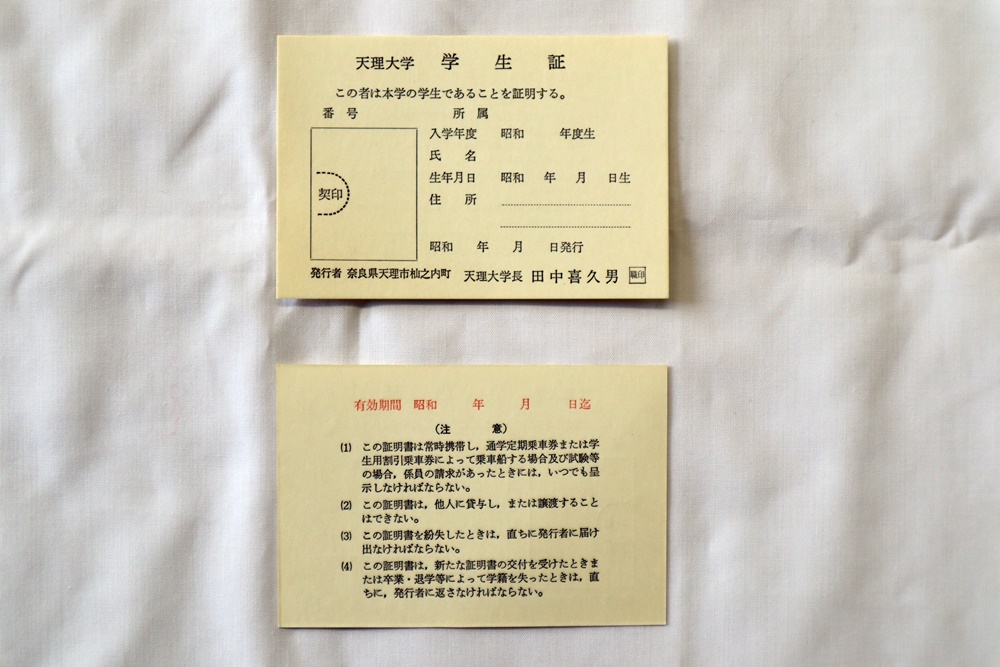 天理大学 学生証
この者は本学の学生であることを証明する。
番号 所属
入学年度 昭和 年度生
氏名
生年月日 昭和 年 月 日生
契印
住所
昭和 年 月 日発行
発行者 奈良県天理市杣之内町 天理大学長 田中喜久男 職印
有効期間 昭和 年 月 日迄
(注意)
(1) この証明書は常時携帯し，通学定期乗車券または学
生用割引乗車券によって乗車船する場合及び試験等
の場合，係員の請求があったときには，いつでも呈
示しなければならない。
(2) この証明書は，他人に貸与し，または譲渡すること
はできない。
(3) この証明書を紛失したときは，直ちに発行者に届け
出なければならない。
(4) この証明書は，新たな証明書の交付を受けたときま
たは卒業・退学等によって学籍を失ったときは，直
ちに，発行者に返さなければならない。